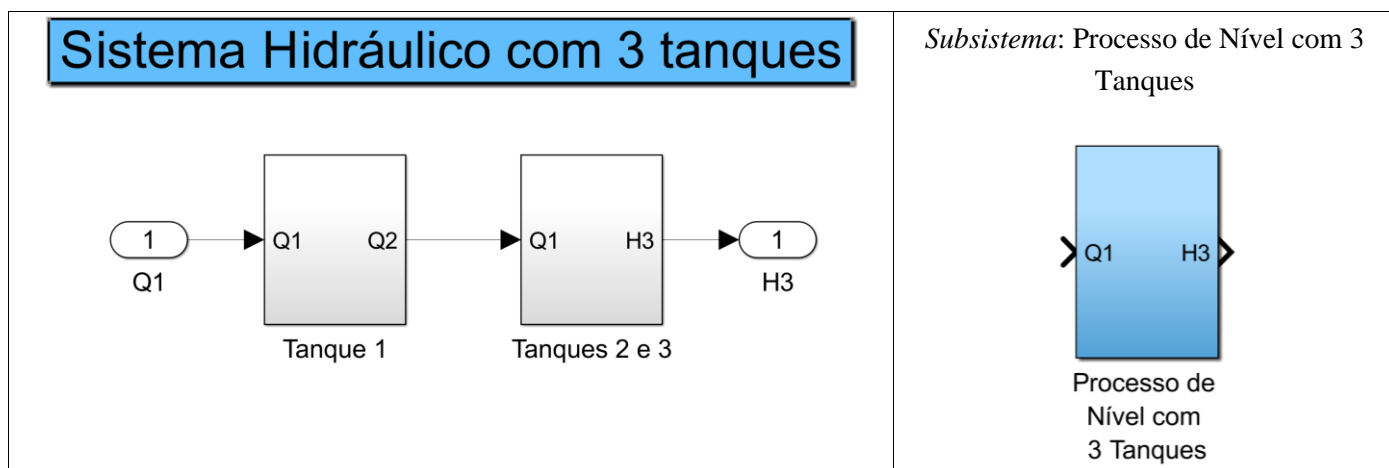 Sistema Hidráulico com 3 tanques
1
Q1
Q1 Q2
Tanque 1
Q1 H3
Tanques 2 e 3
1
H3
Subsistema: Processo de Nível com 3
Tanques
Q1 H3
Processo de
Nível com
3 Tanques